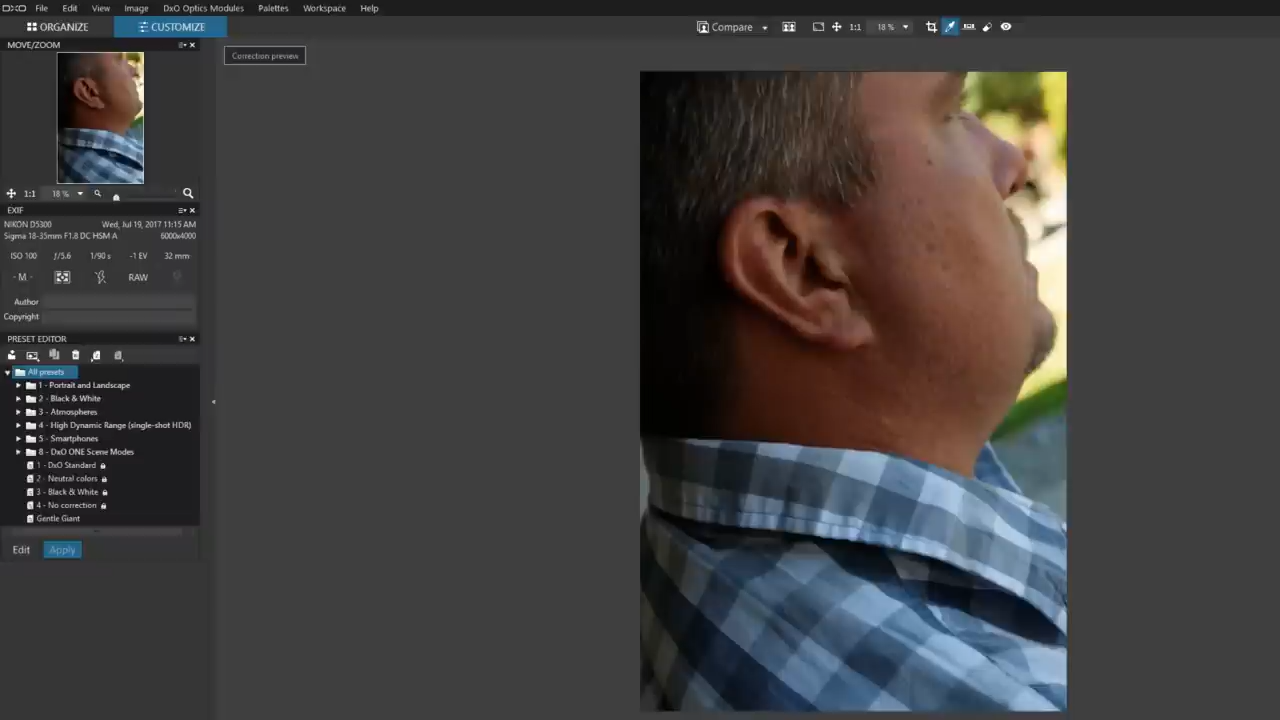 DxO File Edit View Image DxO Optics Modules Palettes Workspace Help
ORGANIZE CUSTOMIZE Compare 1:1 18 %
MOVE/ZOOM
Correction preview
1:1 18 %
EXIF
NIKON D5300 Wed, Jul 19, 2017 11:15 AM
Sigma 18-35mm F1.8 DC HSM A 6000x4000
ISO 100 ƒ/5.6 1/90 s -1 EV 32 mm
- M - RAW
Author
Copyright
PRESET EDITOR
All presets
1 - Portrait and Landscape
2 - Black & White
3 - Atmospheres
4 - High Dynamic Range (single-shot HDR)
5 - Smartphones
8 - DxO ONE Scene Modes
1 - DxO Standard
2 - Neutral colors
3 - Black & White
4 - No correction
Gentle Giant
Edit Apply